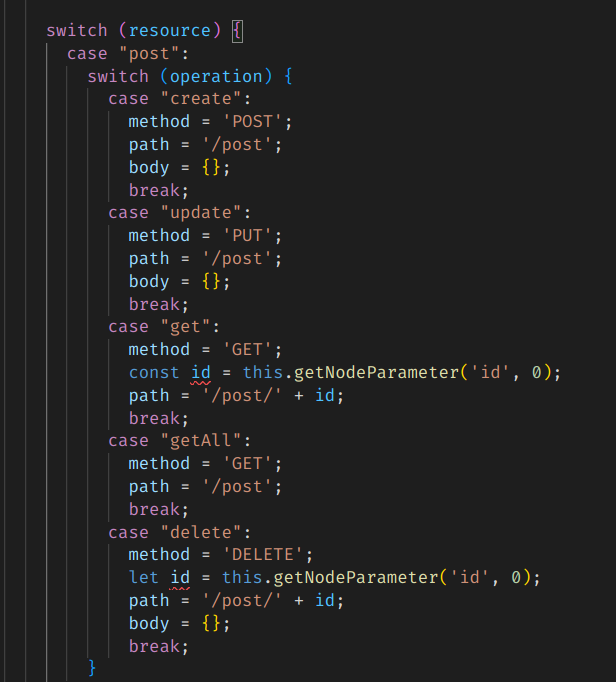 switch (resource) {
case "post":
switch (operation) {
case "create":
method = 'POST';
path = '/post';
body = {};
break;
case "update":
method = 'PUT';
path = '/post';
body = {};
break;
case "get":
method = 'GET';
const id = this.getNodeParameter('id', 0);
path = '/post/' + id;
break;
case "getAll":
method = 'GET';
path = '/post';
break;
case "delete":
method = 'DELETE';
let id = this.getNodeParameter('id', 0);
path = '/post/' + id;
body = {};
break;
}